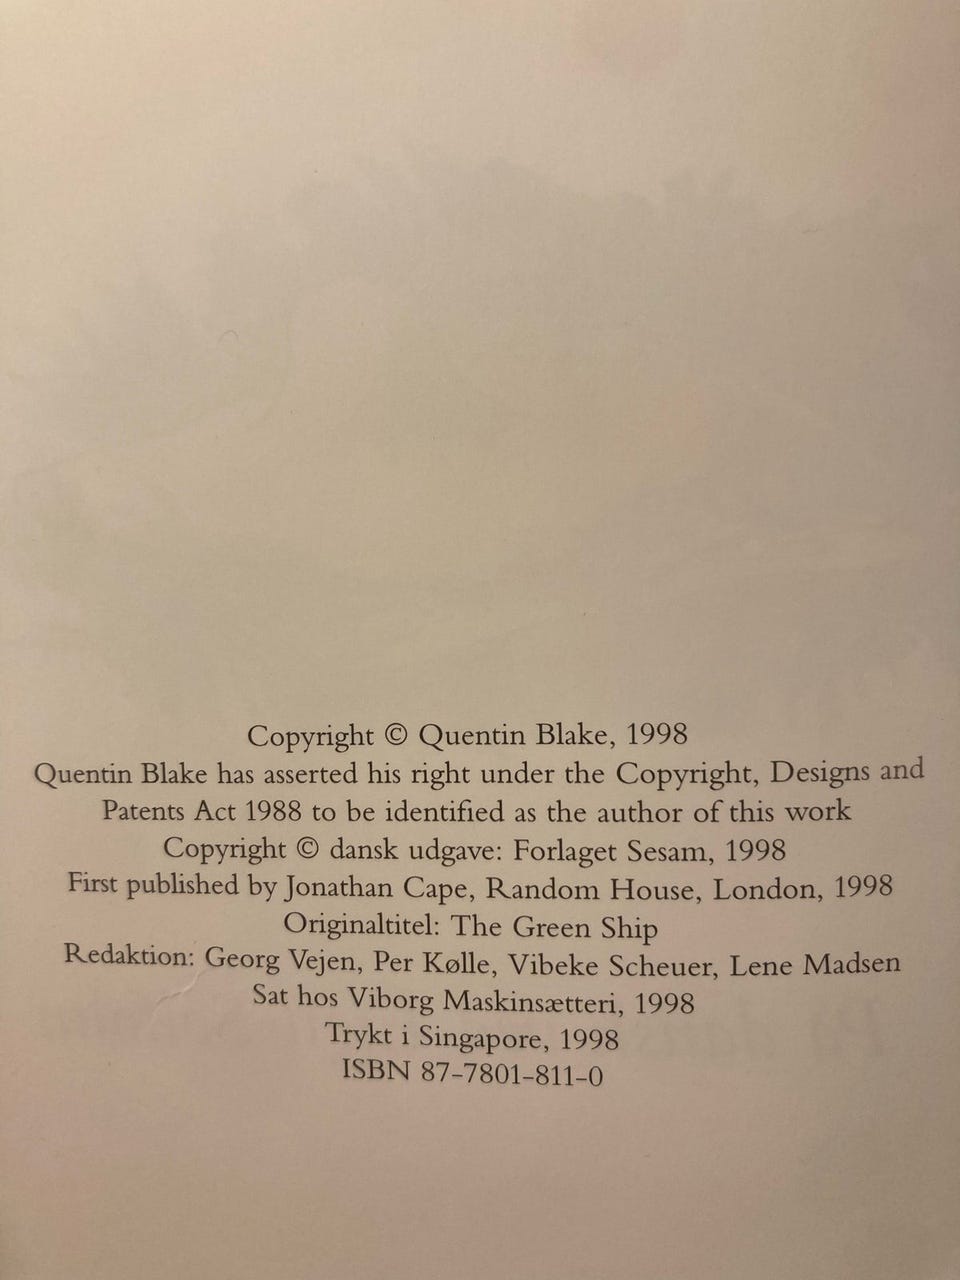 Copyright © Quentin Blake, 1998
Quentin Blake has asserted his right under the Copyright, Designs and
Patents Act 1988 to be identified as the author of this work
Copyright © dansk udgave: Forlaget Sesam, 1998
First published by Jonathan Cape, Random House, London, 1998
Originaltitel: The Green Ship
Redaktion: Georg Vejen, Per Kølle, Vibeke Scheuer, Lene Madsen
Sat hos Viborg Maskinsætteri, 1998
Trykt i Singapore, 1998
ISBN 87-7801-811-0